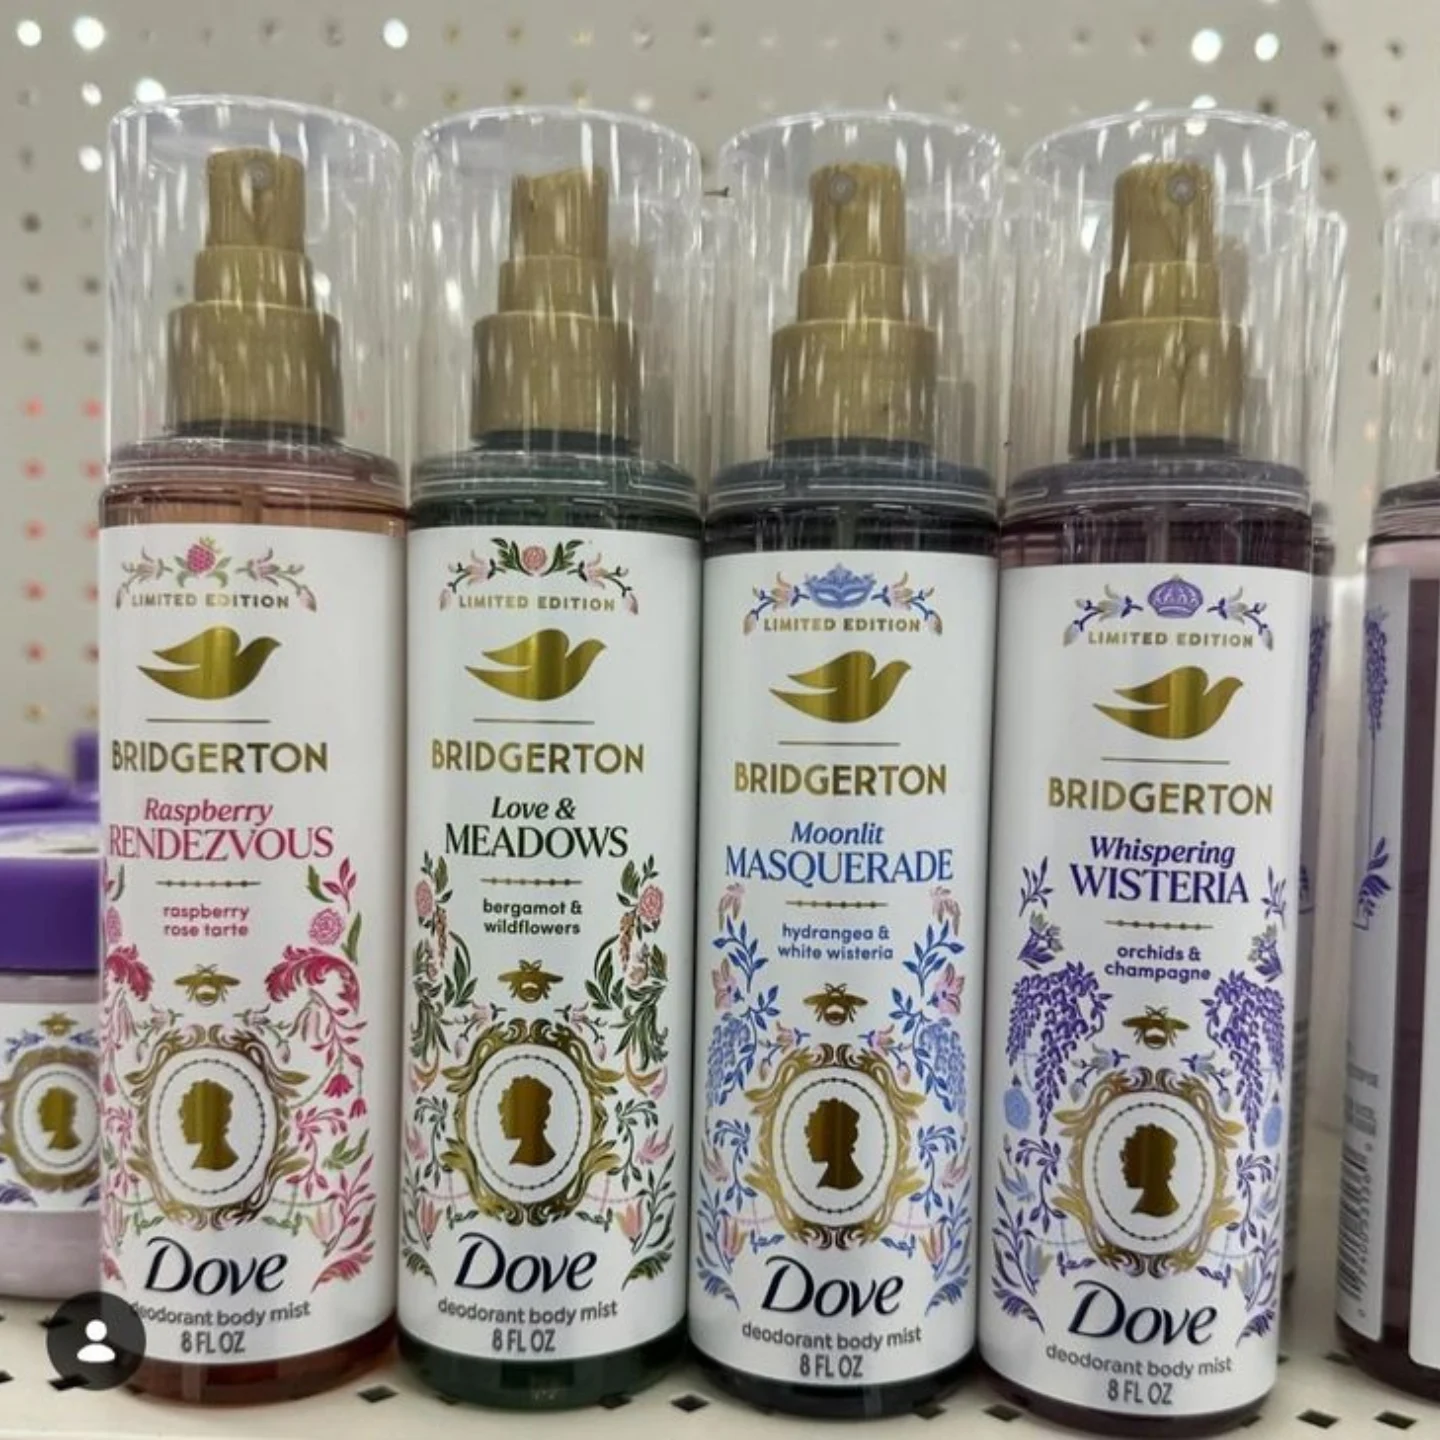 LIMITED EDITION
BRIDGERTON
Raspberry
RENDEZVOUS
raspberry
rose tarte
Dove
deodorant body mist
8 FL OZ
LIMITED EDITION
BRIDGERTON
Love &
MEADOWS
bergamot &
wildflowers
Dove
deodorant body mist
8 FL OZ
LIMITED EDITION
BRIDGERTON
Moonlit
MASQUERADE
hydrangea &
white wisteria
Dove
deodorant body mist
8 FL OZ
LIMITED EDITION
BRIDGERTON
Whispering
WISTERIA
orchids &
champagne
Dove
deodorant body mist
8 FL OZ